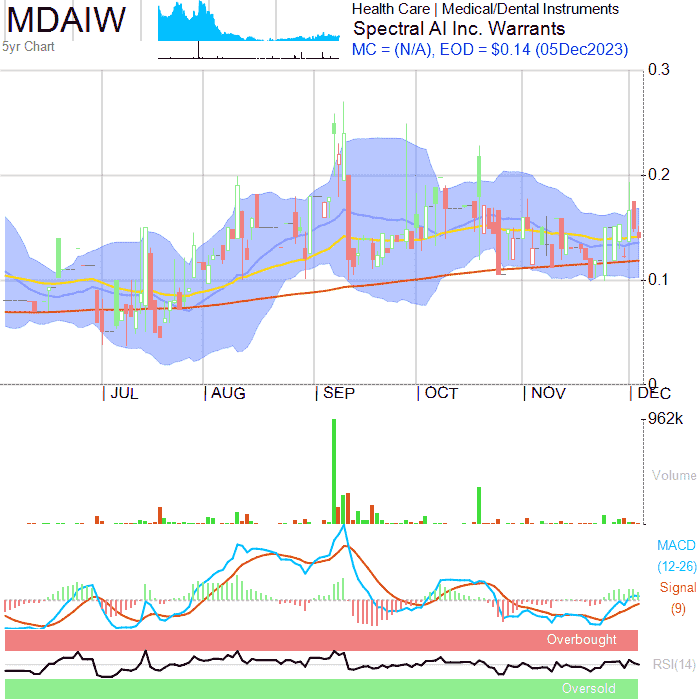 MDAIW
5yr Chart
Health Care | Medical/Dental Instruments
Spectral AI Inc. Warrants
MC = (N/A), EOD = $0.14 (05Dec2023)
0.3
0.2
0.1
0
JUL AUG SEP OCT NOV DEC
962k
Volume
MACD
(12-26)
Signal
(9)
Overbought
RSI(14)
Oversold